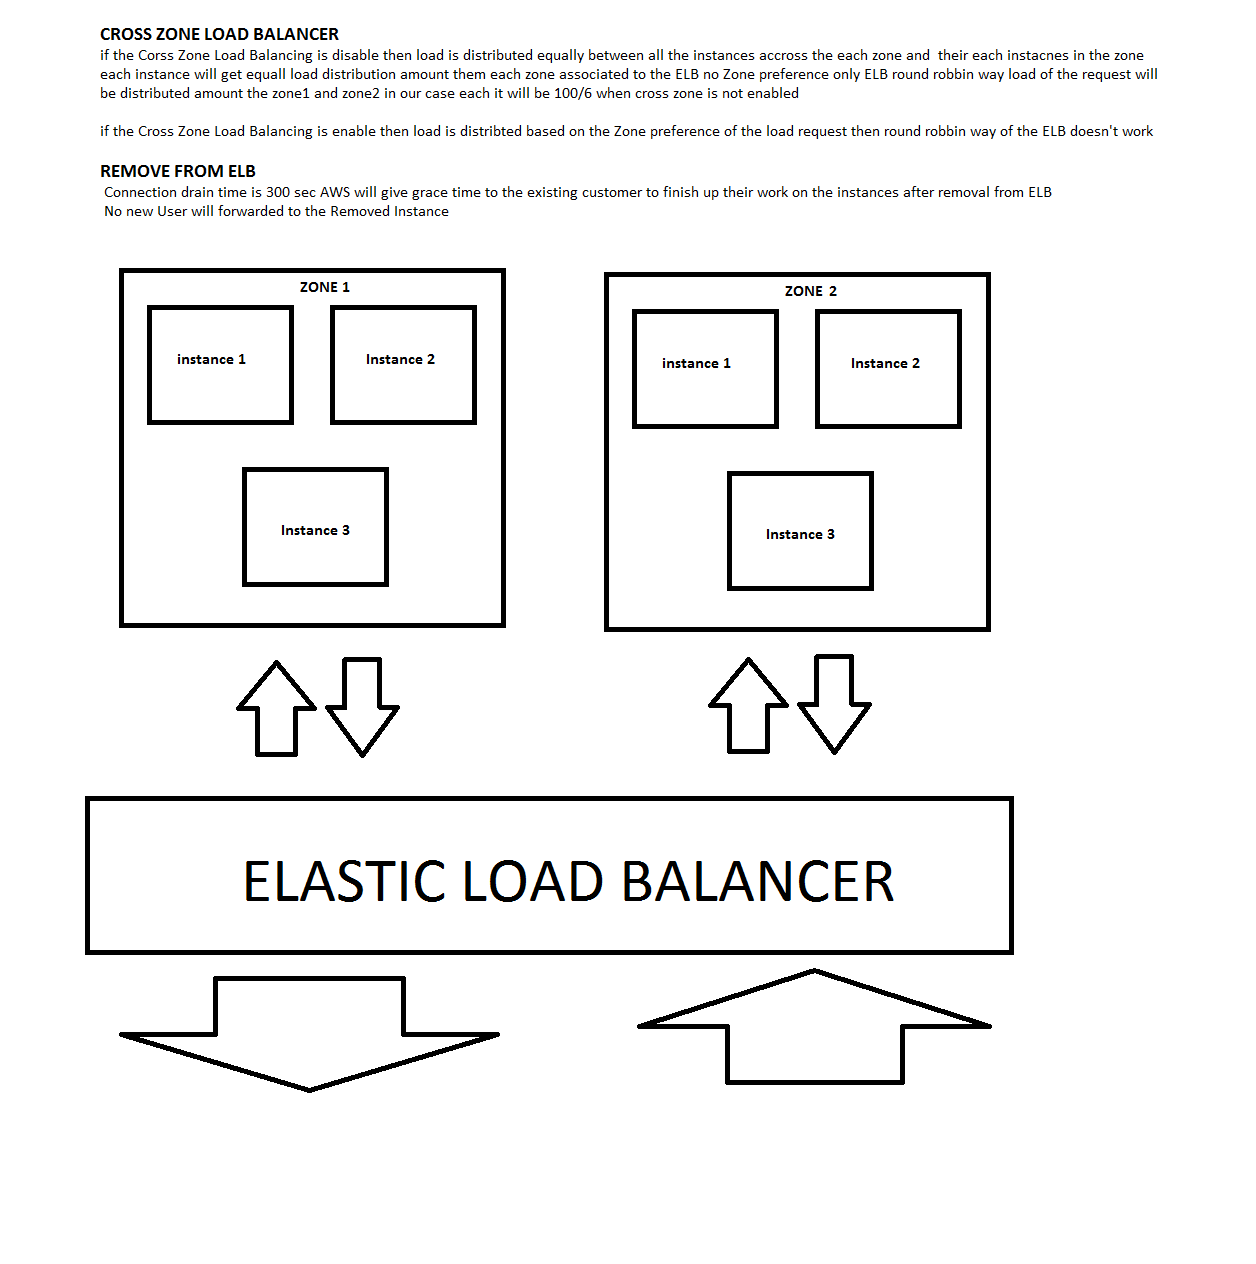 CROSS ZONE LOAD BALANCER
if the Corss Zone Load Balancing is disable then load is distributed equally between all the instances accross the each zone and  their each instacnes in the zone
each instance will get equall load distribution amount them each zone associated to the ELB no Zone preference only ELB round robbin way load of the request will
be distributed amount the zone1 and zone2 in our case each it will be 100/6 when cross zone is not enabled
if the Cross Zone Load Balancing is enable then load is distribted based on the Zone preference of the load request then round robbin way of the ELB doesn't work
REMOVE FROM ELB
Connection drain time is 300 sec AWS will give grace time to the existing customer to finish up their work on the instances after removal from ELB
No new User will forwarded to the Removed Instance
ZONE 1
instance 1
Instance 2
Instance 3
ZONE 2
instance 1
Instance 2
Instance 3
ELASTIC LOAD BALANCER